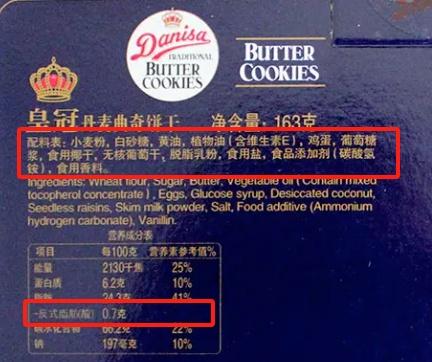 Danisa
TRADITIONAL
BUTTER
COOKIES
BUTTER
COOKIES
皇冠丹麦曲奇饼干 净含量:163克
配料表:小麦粉,白砂糖,黄油,植物油(含维生素E),鸡蛋,葡萄糖
浆,食用椰干,无核葡萄干,脱脂乳粉,食用盐,食品添加剂(碳酸氢
铵),食用香料。
Ingredients: Wheat flour, Sugar, Butter, Vegetable oil ( Contain mixed
tocopherol concentrate ) , Eggs, Glucose syrup, Desiccated coconut,
Seedless raisins, Skim milk powder, Salt, Food additive (Ammonium
hydrogen carbonate), Vanillin.
营养成分表
项目 每100克 营养素参考值%
能量 2130千焦 25%
蛋白质 6.2克 10%
脂肪 24.3克 41%
-反式脂肪(酸) 0.7克
碳水化合物 66.2克 22%
钠 197毫克 10%